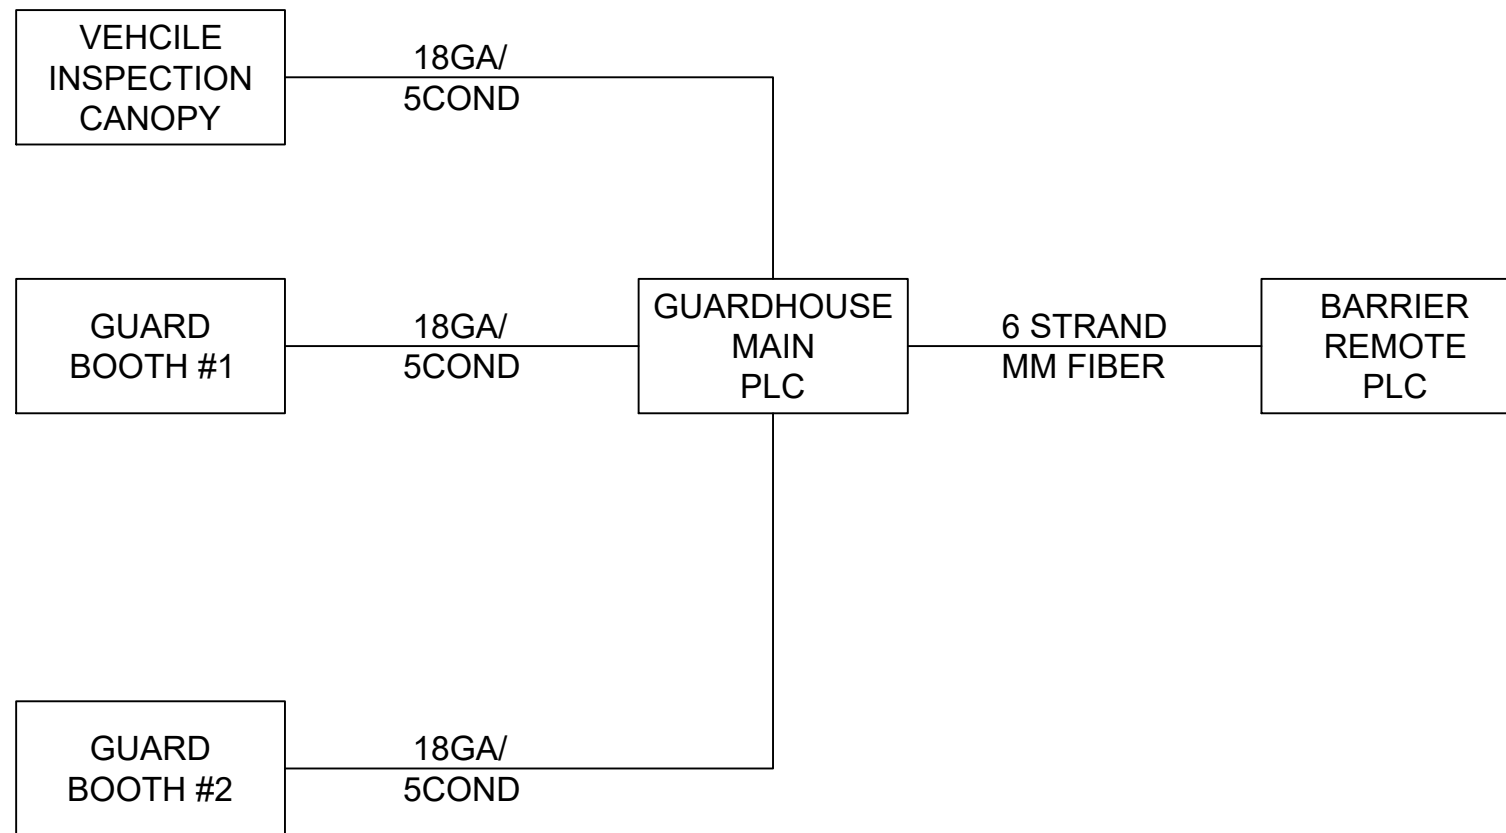 VEHCILE
INSPECTION
CANOPY
18GA/
5COND
GUARD
BOOTH #1
18GA/
5COND
GUARDHOUSE
MAIN
PLC
6 STRAND
MM FIBER
BARRIER
REMOTE
PLC
GUARD
BOOTH #2
18GA/
5COND